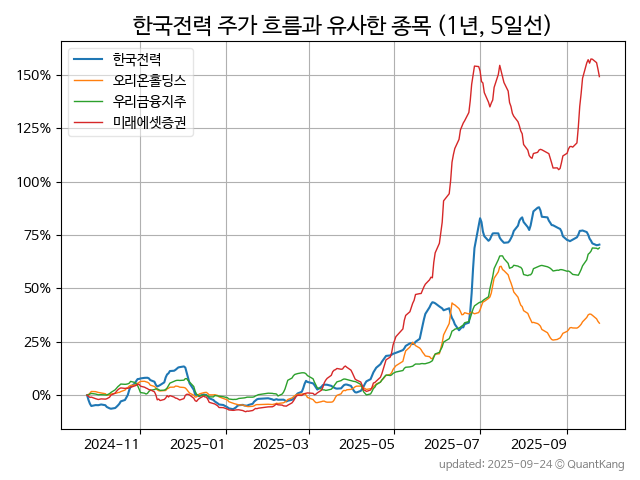 한국전력 주가 흐름과 유사한 종목 (1년, 5일선)
한국전력
오리온홀딩스
우리금융지주
미래에셋증권
150%
125%
100%
75%
50%
25%
0%
2024-11 2025-01 2025-03 2025-05 2025-07 2025-09
updated: 2025-09-24 © QuantKang